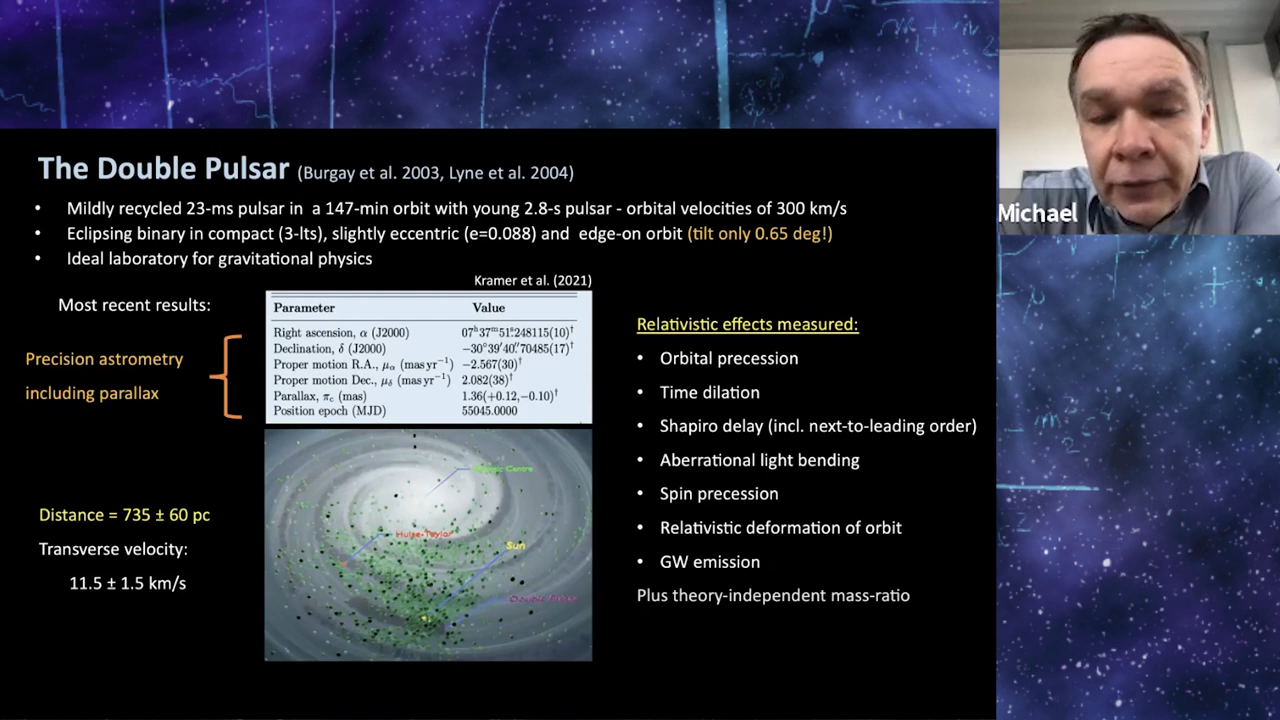 The Double Pulsar (Burgay et al. 2003, Lyne et al. 2004)
• Mildly recycled 23-ms pulsar in a 147-min orbit with young 2.8-s pulsar - orbital velocities of 300 km/s
• Eclipsing binary in compact (3-lts), slightly eccentric (e=0.088) and edge-on orbit (tilt only 0.65 deg!)
• Ideal laboratory for gravitational physics
Kramer et al. (2021)
Most recent results:
Precision astrometry
including parallax
Parameter Value
Right ascension, α (J2000) 07ʰ37ᵐ51ˢ.248115(10)†
Declination, δ (J2000) −30°39′40″.70485(17)†
Proper motion R.A., μα (mas yr⁻¹) −2.567(30)†
Proper motion Dec., μδ (mas yr⁻¹) 2.082(38)†
Parallax, πc (mas) 1.36(+0.12,−0.10)†
Position epoch (MJD) 55045.0000
Centre
Hulse-Taylor
Sun
Double Pulsar
Distance = 735 ± 60 pc
Transverse velocity:
11.5 ± 1.5 km/s
Relativistic effects measured:
• Orbital precession
• Time dilation
• Shapiro delay (incl. next-to-leading order)
• Aberrational light bending
• Spin precession
• Relativistic deformation of orbit
• GW emission
Plus theory-independent mass-ratio
Michael